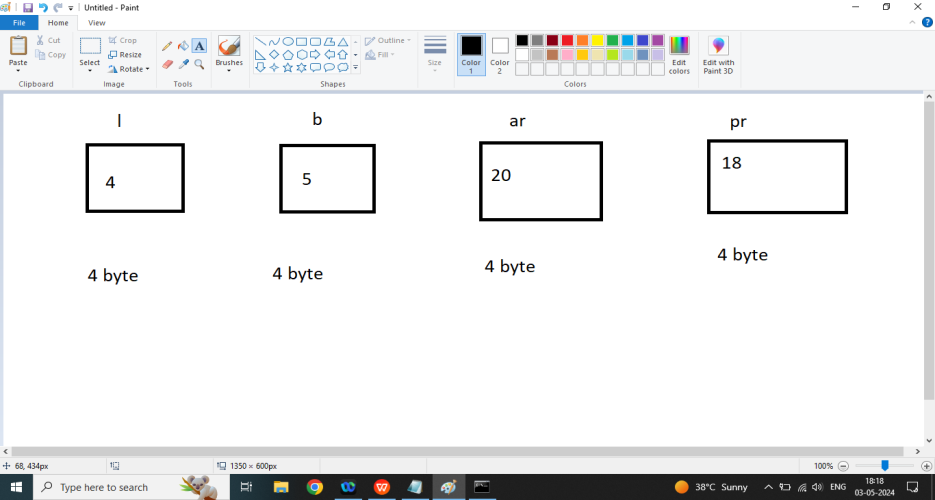 Untitled - Paint
File Home View
Cut
Copy
Paste
Clipboard
Crop
Resize
Rotate
Select
Image
A
Tools
Brushes
Outline
Fill
Shapes
Size
Color 1
Color 2
Edit colors
Colors
Edit with Paint 3D
l b ar pr
4 5 20 18
4 byte 4 byte 4 byte 4 byte
68, 434px 1350 × 600px 100%
Type here to search 38°C Sunny ENG 18:18
03-05-2024